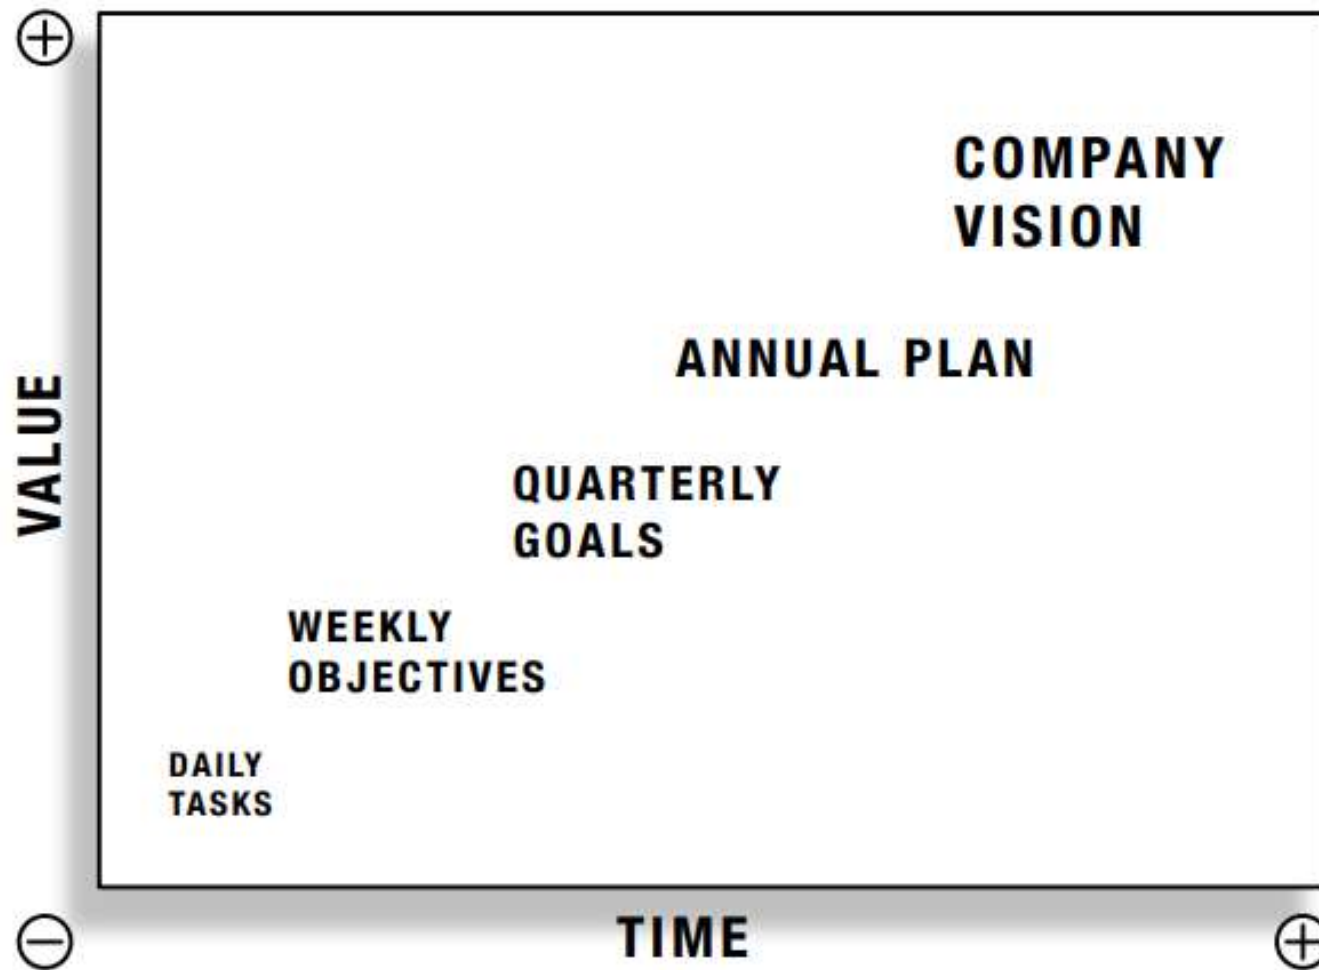 COMPANY
VISION
ANNUAL PLAN
QUARTERLY
GOALS
WEEKLY
OBJECTIVES
DAILY
TASKS
VALUE
TIME